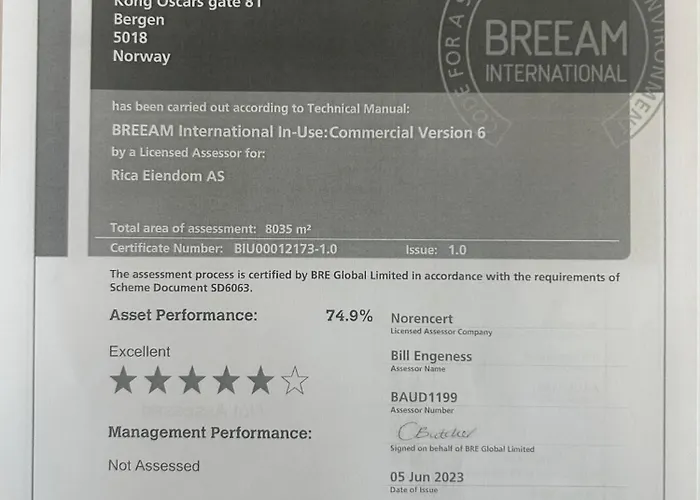 Kong Oscars gate 81
Bergen
5018
Norway
CODE FOR A S
ENVIRONMENT
BREEAM
INTERNATIONAL
has been carried out according to Technical Manual:
BREEAM International In-Use:Commercial Version 6
by a Licensed Assessor for:
Rica Eiendom AS
Total area of assessment: 8035 m²
Certificate Number: BIU00012173-1.0 Issue: 1.0
The assessment process is certified by BRE Global Limited in accordance with the requirements of
Scheme Document SD6063.
Asset Performance: 74.9%
Excellent
Management Performance:
Not Assessed
Norencert
Licensed Assessor Company
Bill Engeness
Assessor Name
BAUD1199
Assessor Number
CButcher
Signed on behalf of BRE Global Limited
05 Jun 2023
Date of Issue